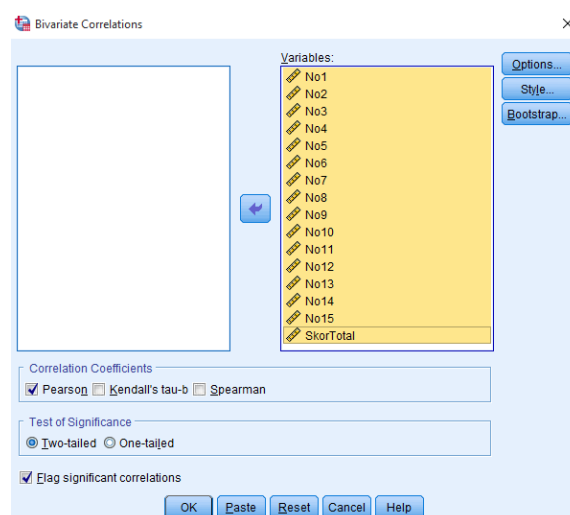 Bivariate Correlations
Variables:
No1
No2
No3
No4
No5
No6
No7
No8
No9
No10
No11
No12
No13
No14
No15
SkorTotal
Options...
Style...
Bootstrap...
Correlation Coefficients
Pearson Kendall's tau-b Spearman
Test of Significance
Two-tailed One-tailed
Flag significant correlations
OK Paste Reset Cancel Help